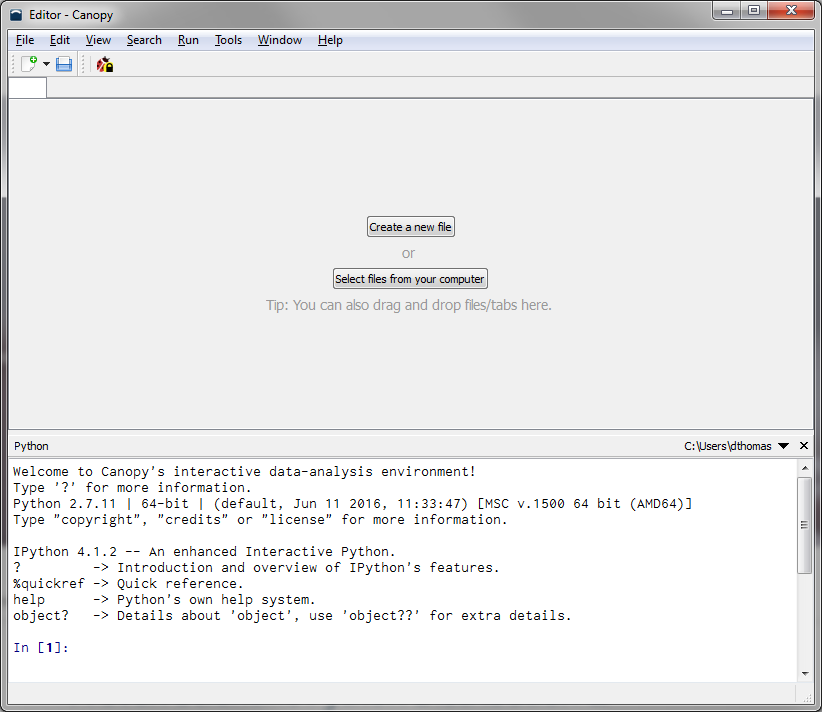 Editor - Canopy
File Edit View Search Run Tools Window Help
Create a new file
or
Select files from your computer
Tip: You can also drag and drop files/tabs here.
Python C:\Users\dthomas
Welcome to Canopy's interactive data-analysis environment!
Type '?' for more information.
Python 2.7.11 | 64-bit | (default, Jun 11 2016, 11:33:47) [MSC v.1500 64 bit (AMD64)]
Type "copyright", "credits" or "license" for more information.
IPython 4.1.2 -- An enhanced Interactive Python.
?         -> Introduction and overview of IPython's features.
%quickref -> Quick reference.
help      -> Python's own help system.
object?   -> Details about 'object', use 'object??' for extra details.
In [1]: